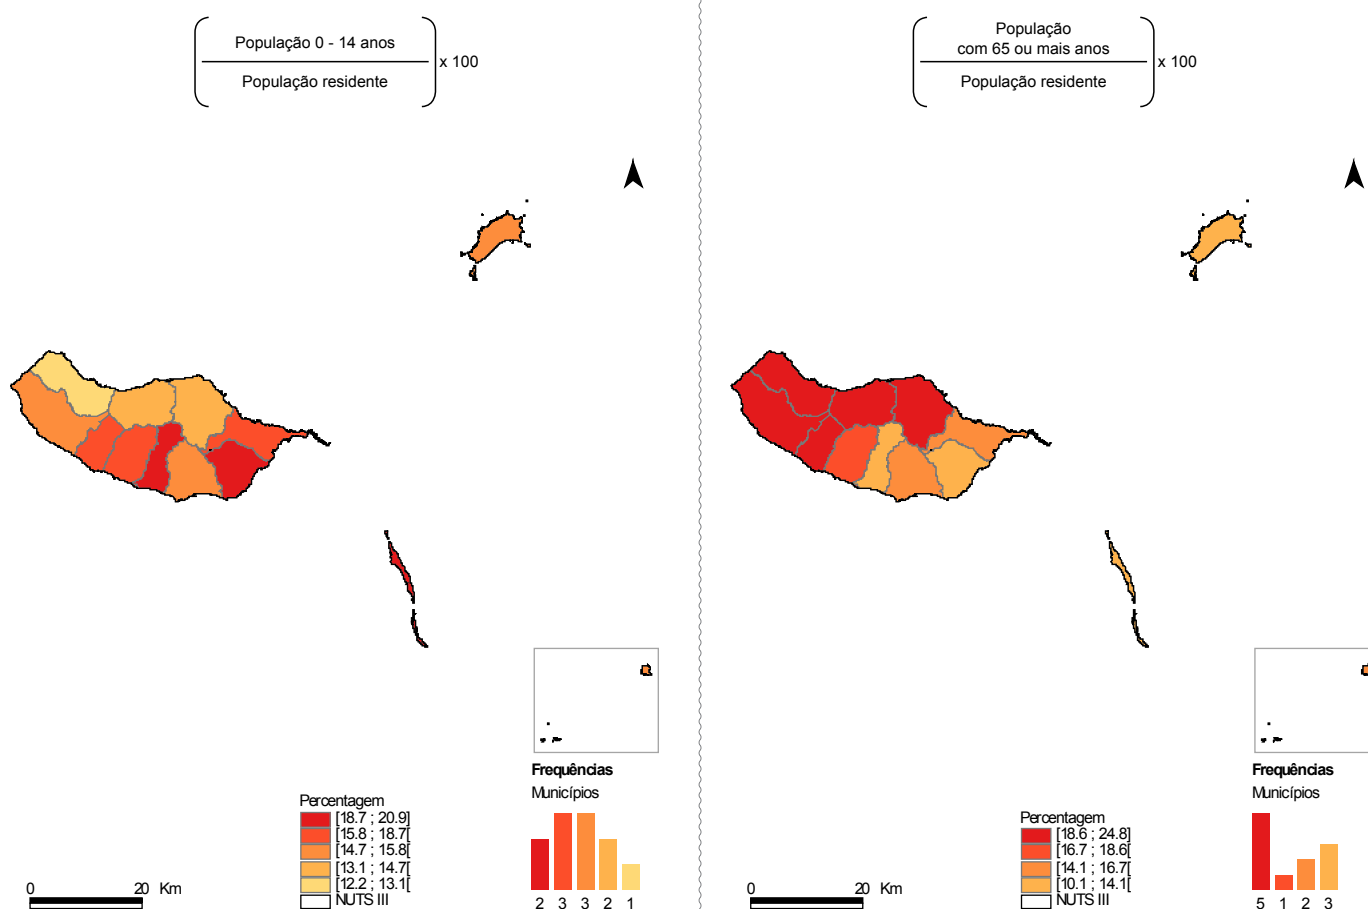 População 0 - 14 anos
População residente
x 100
População
com 65 ou mais anos
População residente
x 100
Frequências
Municípios
Percentagem
[18.7 ; 20.9]
[15.8 ; 18.7[
[14.7 ; 15.8[
[13.1 ; 14.7[
[12.2 ; 13.1[
NUTS III
0 20 Km
2 3 3 2 1
Frequências
Municípios
Percentagem
[18.6 ; 24.8]
[16.7 ; 18.6[
[14.1 ; 16.7[
[10.1 ; 14.1[
NUTS III
0 20 Km
5 1 2 3